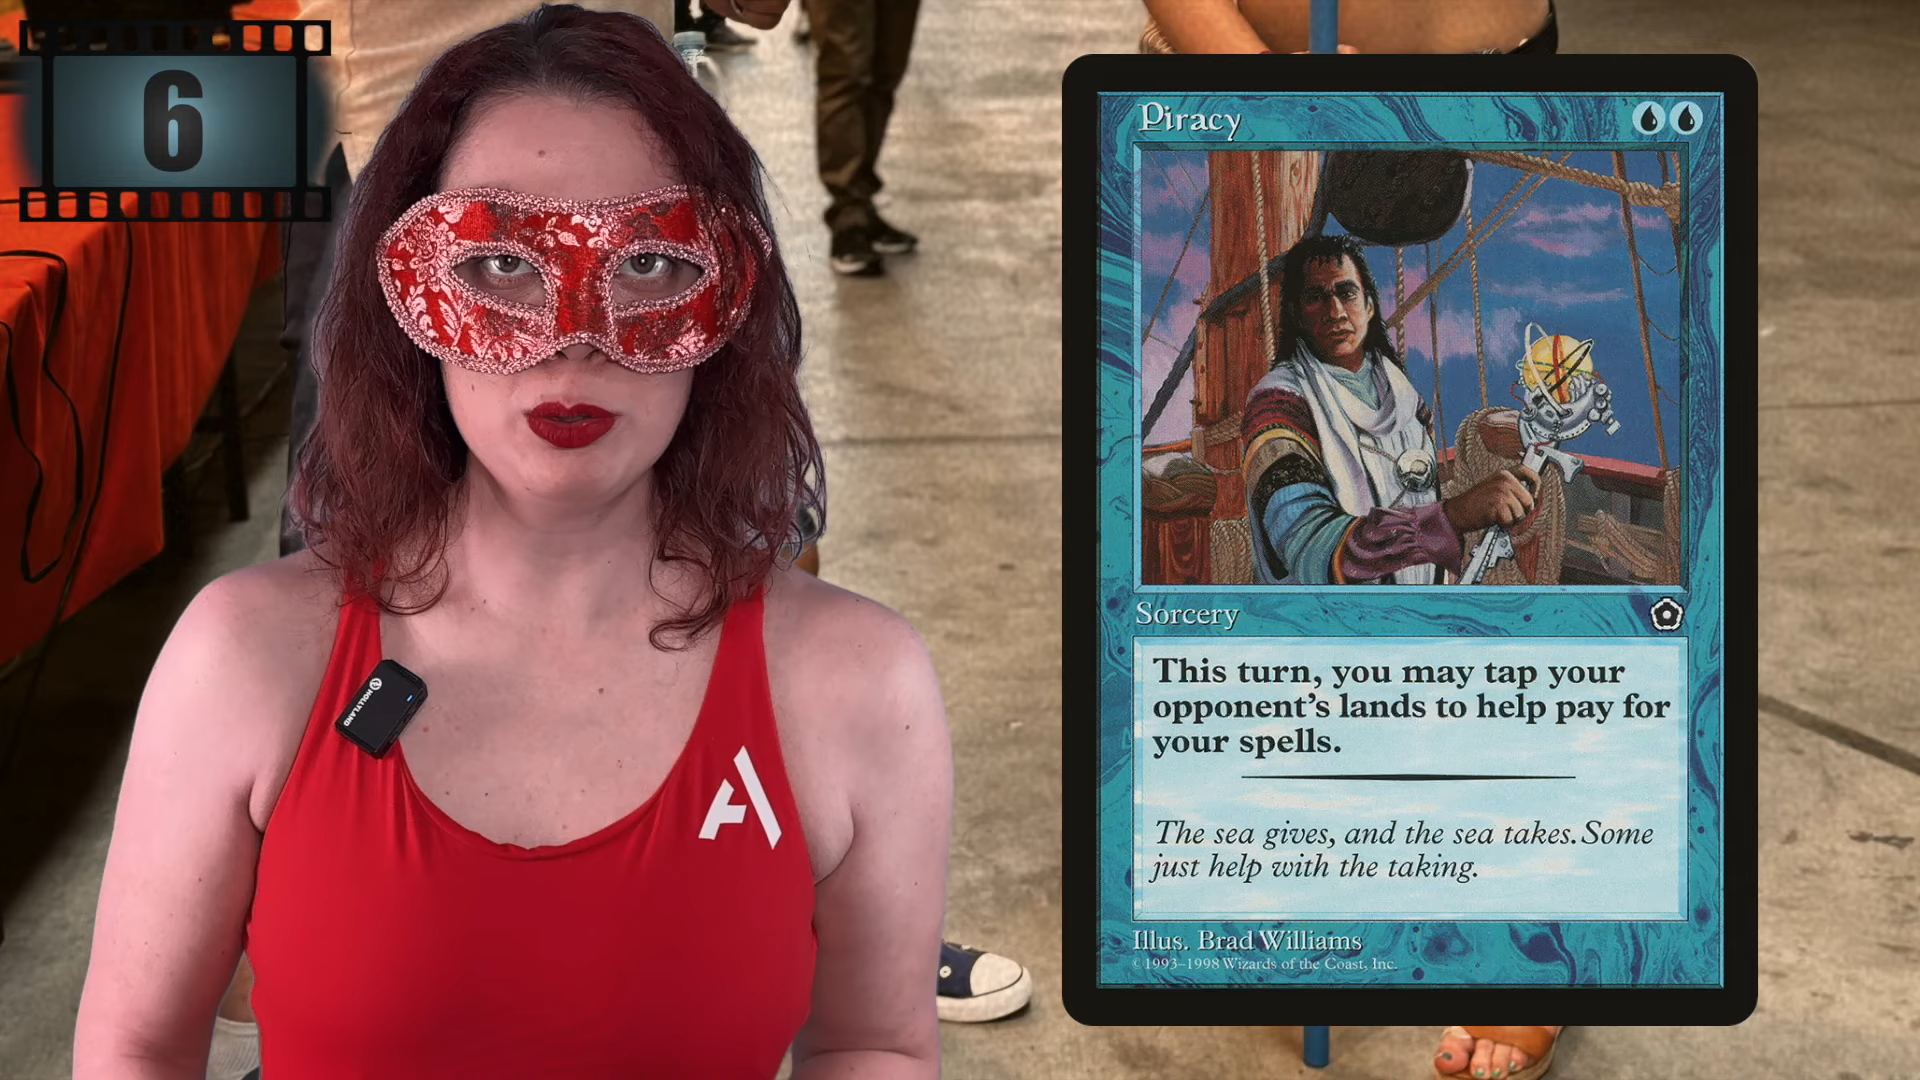 6
Piracy
Sorcery
This turn, you may tap your
opponent's lands to help pay for
your spells.
The sea gives, and the sea takes. Some
just help with the taking.
Illus. Brad Williams
© 1993–1998 Wizards of the Coast, Inc.
HOLLYLAND
A